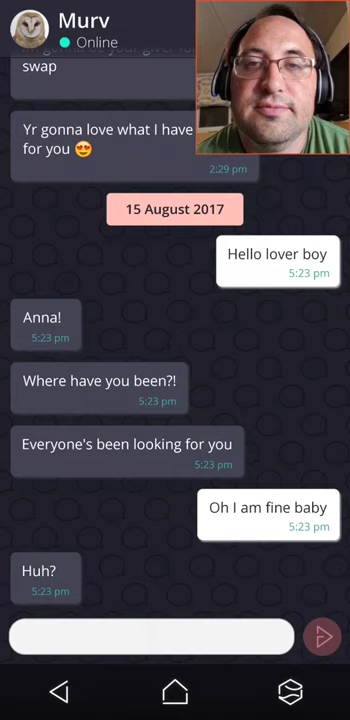 Murv
Online
swap
Yr gonna love what I have
for you 😍
2:29 pm
15 August 2017
Hello lover boy
5:23 pm
Anna!
5:23 pm
Where have you been?!
5:23 pm
Everyone's been looking for you
5:23 pm
Oh I am fine baby
5:23 pm
Huh?
5:23 pm